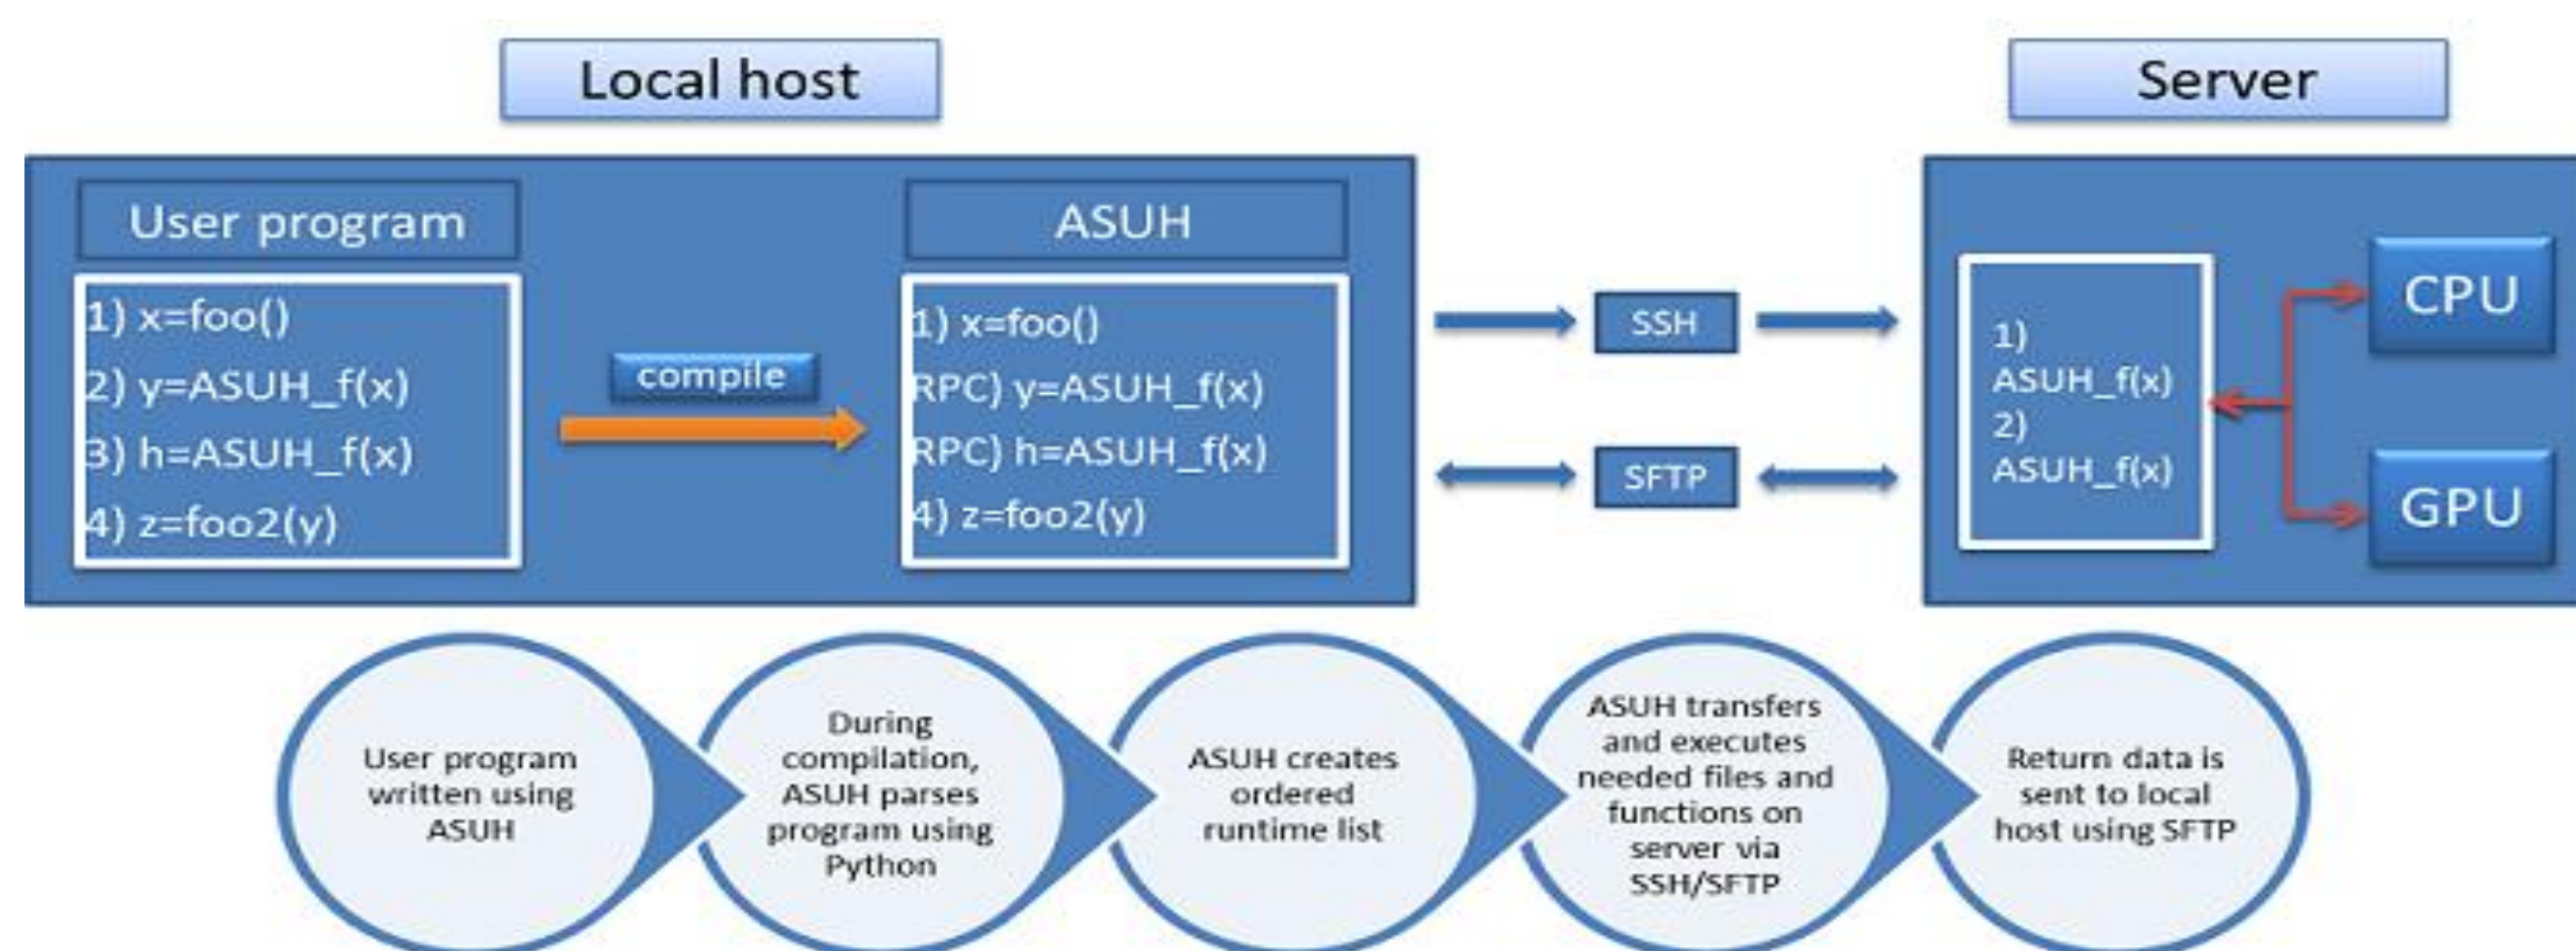 Local host
Server
User program
1) x=foo()
2) y=ASUH_f(x)
3) h=ASUH_f(x)
4) z=foo2(y)
compile
ASUH
1) x=foo()
RPC) y=ASUH_f(x)
RPC) h=ASUH_f(x)
4) z=foo2(y)
SSH
SFTP
1)
ASUH_f(x)
2)
ASUH_f(x)
CPU
GPU
User program
written using
ASUH
During
compilation,
ASUH parses
program using
Python
ASUH creates
ordered
runtime list
ASUH transfers
and executes
needed files and
functions on
server via
SSH/SFTP
Return data is
sent to local
host using SFTP